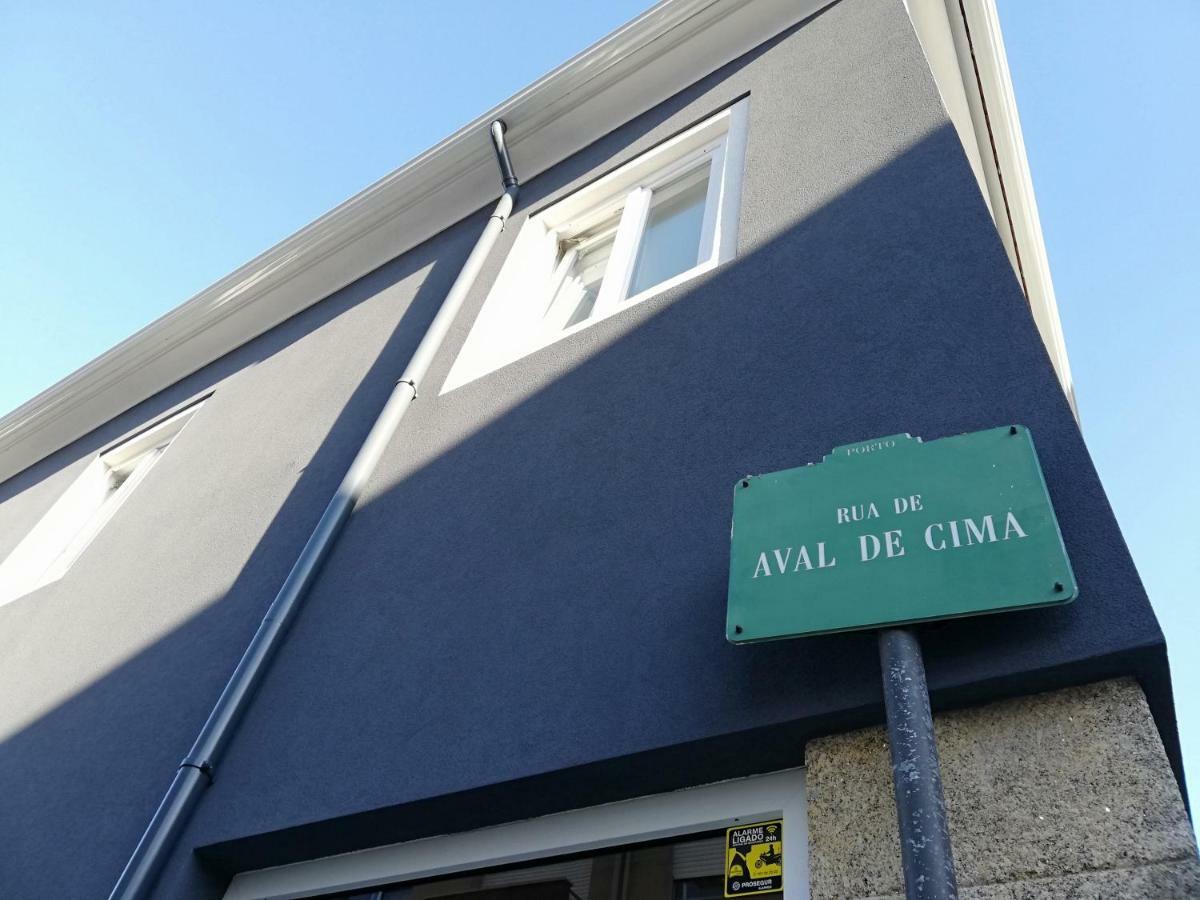 PORTO
RUA DE
AVAL DE CIMA
ALARME
LIGADO 24h
PROSEGUR